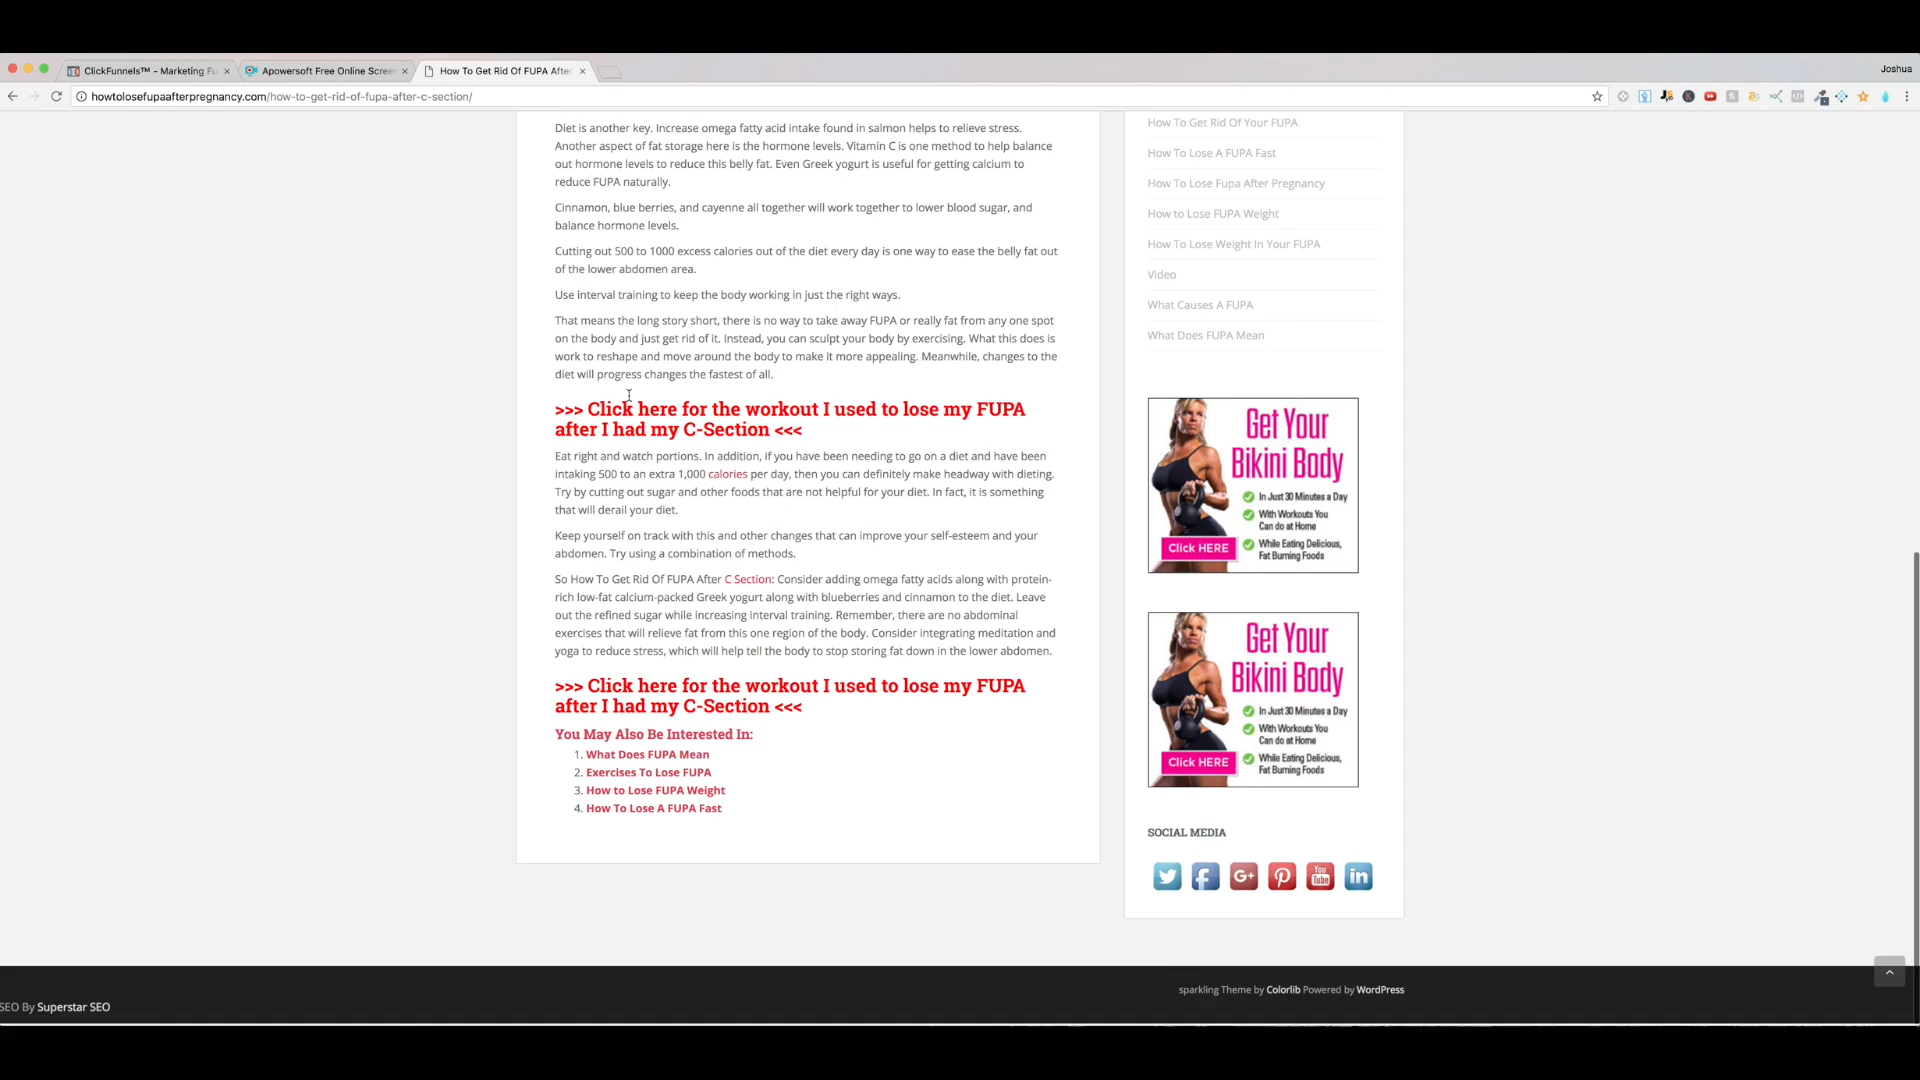 ClickFunnels™ - Marketing Fu
Apowersoft Free Online Scree
How To Get Rid Of FUPA After
Joshua
howtolosefupaafterpregnancy.com/how-to-get-rid-of-fupa-after-c-section/
Diet is another key. Increase omega fatty acid intake found in salmon helps to relieve stress.
Another aspect of fat storage here is the hormone levels. Vitamin C is one method to help balance
out hormone levels to reduce this belly fat. Even Greek yogurt is useful for getting calcium to
reduce FUPA naturally.
Cinnamon, blue berries, and cayenne all together will work together to lower blood sugar, and
balance hormone levels.
Cutting out 500 to 1000 excess calories out of the diet every day is one way to ease the belly fat out
of the lower abdomen area.
Use interval training to keep the body working in just the right ways.
That means the long story short, there is no way to take away FUPA or really fat from any one spot
on the body and just get rid of it. Instead, you can sculpt your body by exercising. What this does is
work to reshape and move around the body to make it more appealing. Meanwhile, changes to the
diet will progress changes the fastest of all.
>>> Click here for the workout I used to lose my FUPA
after I had my C-Section <<<
Eat right and watch portions. In addition, if you have been needing to go on a diet and have been
intaking 500 to an extra 1,000 calories per day, then you can definitely make headway with dieting.
Try by cutting out sugar and other foods that are not helpful for your diet. In fact, it is something
that will derail your diet.
Keep yourself on track with this and other changes that can improve your self-esteem and your
abdomen. Try using a combination of methods.
So How To Get Rid Of FUPA After C Section: Consider adding omega fatty acids along with protein-
rich low-fat calcium-packed Greek yogurt along with blueberries and cinnamon to the diet. Leave
out the refined sugar while increasing interval training. Remember, there are no abdominal
exercises that will relieve fat from this one region of the body. Consider integrating meditation and
yoga to reduce stress, which will help tell the body to stop storing fat down in the lower abdomen.
>>> Click here for the workout I used to lose my FUPA
after I had my C-Section <<<
You May Also Be Interested In:
1. What Does FUPA Mean
2. Exercises To Lose FUPA
3. How to Lose FUPA Weight
4. How To Lose A FUPA Fast
How To Get Rid Of Your FUPA
How To Lose A FUPA Fast
How To Lose Fupa After Pregnancy
How to Lose FUPA Weight
How To Lose Weight In Your FUPA
Video
What Causes A FUPA
What Does FUPA Mean
Get Your
Bikini Body
In Just 30 Minutes a Day
With Workouts You
Can do at Home
While Eating Delicious,
Fat Burning Foods
Click HERE
Get Your
Bikini Body
In Just 30 Minutes a Day
With Workouts You
Can do at Home
While Eating Delicious,
Fat Burning Foods
Click HERE
SOCIAL MEDIA
G+
You
Tube
in
sparkling Theme by Colorlib Powered by WordPress
SEO By Superstar SEO